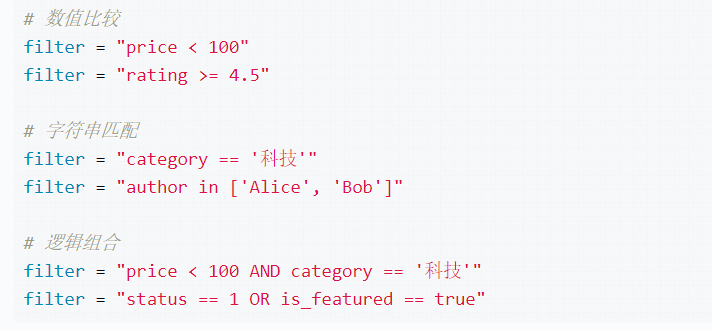 # 数值比较
filter = "price < 100"
filter = "rating >= 4.5"
# 字符串匹配
filter = "category == '科技'"
filter = "author in ['Alice', 'Bob']"
# 逻辑组合
filter = "price < 100 AND category == '科技'"
filter = "status == 1 OR is_featured == true"